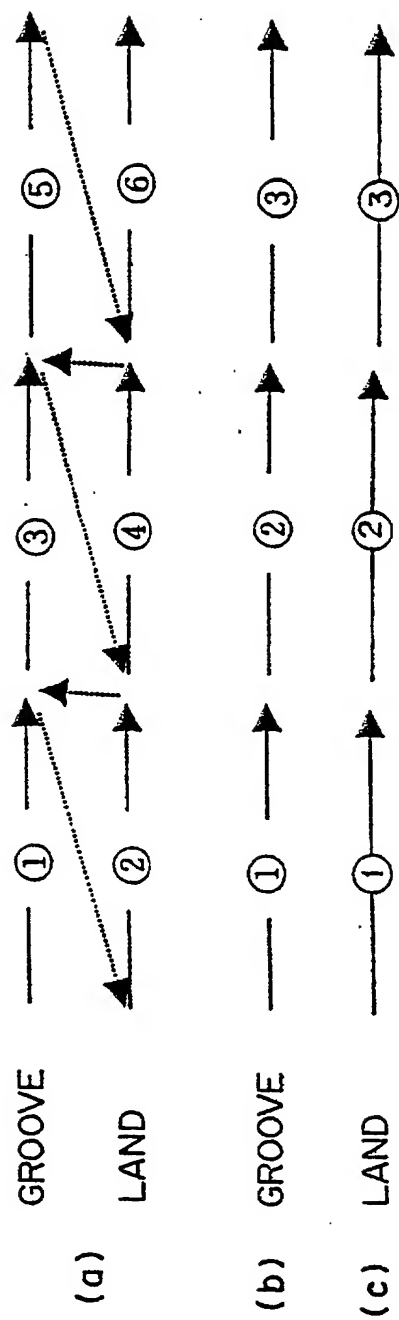 GROOVE ① ③ ⑤
(a)
LAND ② ④ ⑥
(b) GROOVE ① ② ③
(c) LAND ① ② ③